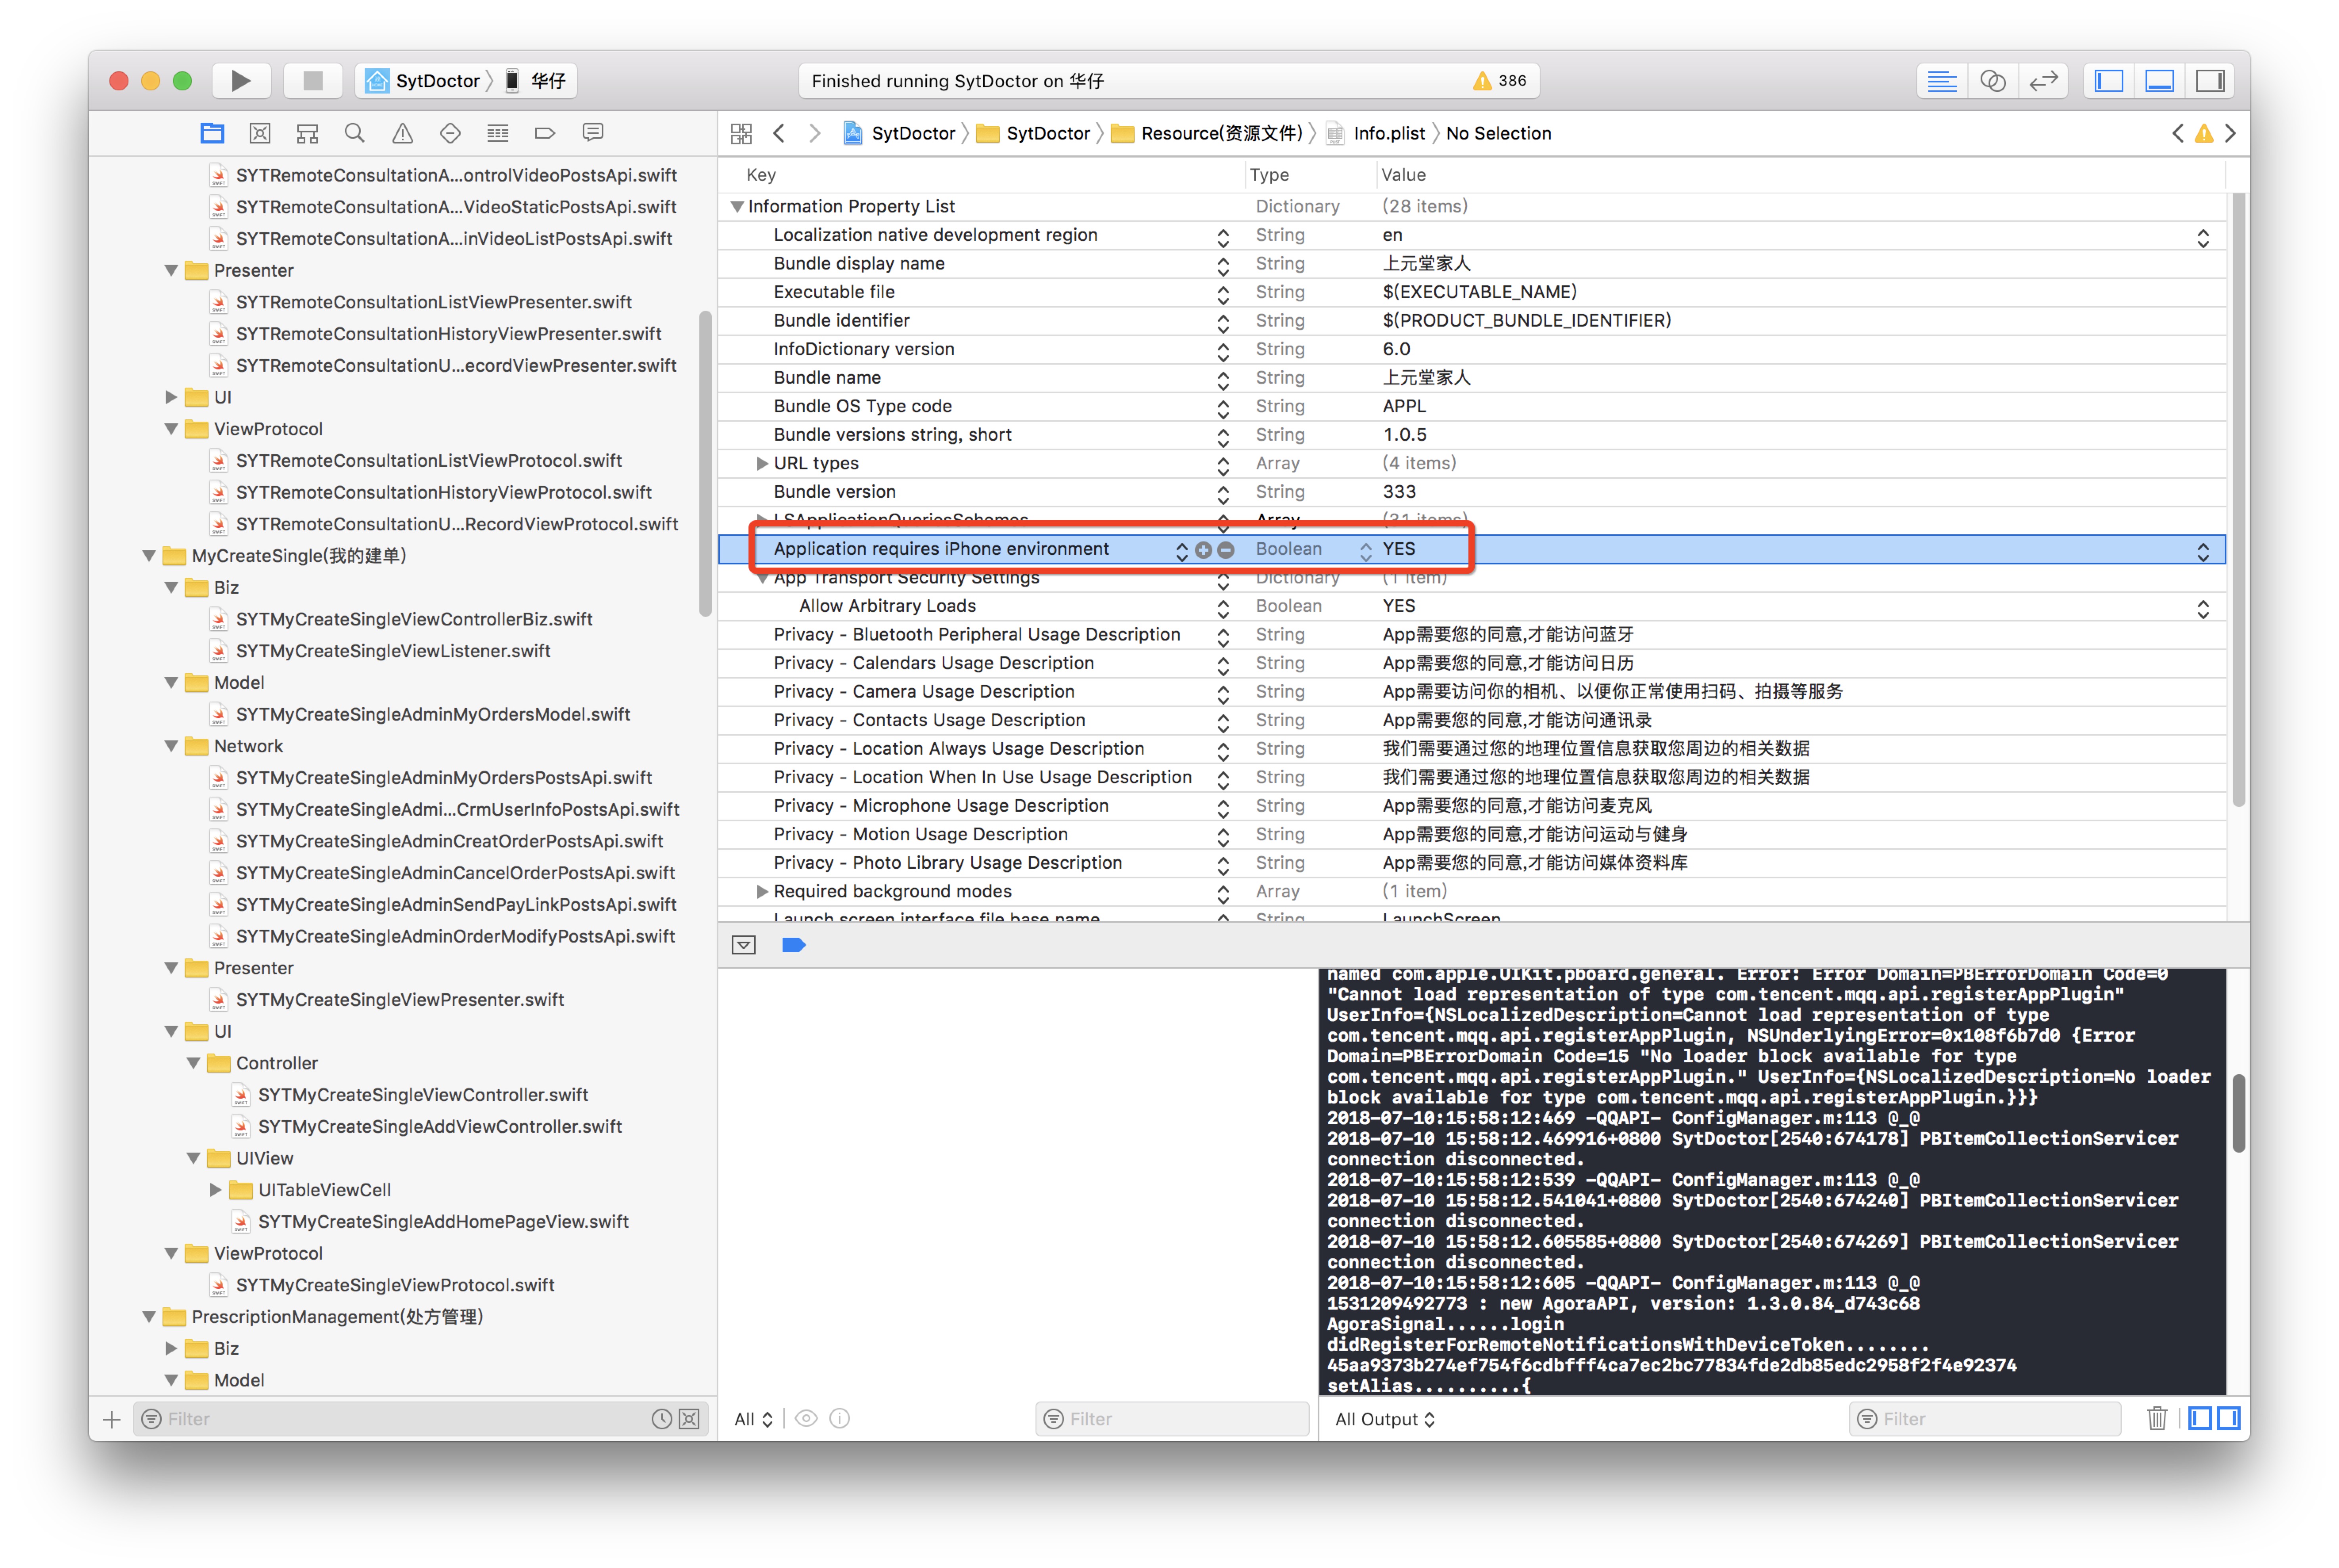 SytDoctor 〉 华仔
Finished running SytDoctor on 华仔
386
SytDoctor 〉 SytDoctor 〉 Resource(资源文件) 〉 Info.plist 〉 No Selection
SYTRemoteConsultationA...ontrolVideoPostsApi.swift
SYTRemoteConsultationA...VideoStaticPostsApi.swift
SYTRemoteConsultationA...inVideoListPostsApi.swift
Presenter
SYTRemoteConsultationListViewPresenter.swift
SYTRemoteConsultationHistoryViewPresenter.swift
SYTRemoteConsultationU...ecordViewPresenter.swift
UI
ViewProtocol
SYTRemoteConsultationListViewProtocol.swift
SYTRemoteConsultationHistoryViewProtocol.swift
SYTRemoteConsultationU...RecordViewProtocol.swift
MyCreateSingle(我的建单)
Biz
SYTMyCreateSingleViewControllerBiz.swift
SYTMyCreateSingleViewListener.swift
Model
SYTMyCreateSingleAdminMyOrdersModel.swift
Network
SYTMyCreateSingleAdminMyOrdersPostsApi.swift
SYTMyCreateSingleAdmi...CrmUserInfoPostsApi.swift
SYTMyCreateSingleAdminCreatOrderPostsApi.swift
SYTMyCreateSingleAdminCancelOrderPostsApi.swift
SYTMyCreateSingleAdminSendPayLinkPostsApi.swift
SYTMyCreateSingleAdminOrderModifyPostsApi.swift
Presenter
SYTMyCreateSingleViewPresenter.swift
UI
Controller
SYTMyCreateSingleViewController.swift
SYTMyCreateSingleAddViewController.swift
UIView
UITableViewCell
SYTMyCreateSingleAddHomePageView.swift
ViewProtocol
SYTMyCreateSingleViewProtocol.swift
PrescriptionManagement(处方管理)
Biz
Model
Filter
Key Type Value
Information Property List Dictionary (28 items)
Localization native development region String en
Bundle display name String 上元堂家人
Executable file String $(EXECUTABLE_NAME)
Bundle identifier String $(PRODUCT_BUNDLE_IDENTIFIER)
InfoDictionary version String 6.0
Bundle name String 上元堂家人
Bundle OS Type code String APPL
Bundle versions string, short String 1.0.5
URL types Array (4 items)
Bundle version String 333
LSApplicationQueriesSchemes Array (31 items)
Application requires iPhone environment Boolean YES
App Transport Security Settings Dictionary (1 item)
Allow Arbitrary Loads Boolean YES
Privacy - Bluetooth Peripheral Usage Description String App需要您的同意,才能访问蓝牙
Privacy - Calendars Usage Description String App需要您的同意,才能访问日历
Privacy - Camera Usage Description String App需要访问你的相机、以便你正常使用扫码、拍摄等服务
Privacy - Contacts Usage Description String App需要您的同意,才能访问通讯录
Privacy - Location Always Usage Description String 我们需要通过您的地理位置信息获取您周边的相关数据
Privacy - Location When In Use Usage Description String 我们需要通过您的地理位置信息获取您周边的相关数据
Privacy - Microphone Usage Description String App需要您的同意,才能访问麦克风
Privacy - Motion Usage Description String App需要您的同意,才能访问运动与健身
Privacy - Photo Library Usage Description String App需要您的同意,才能访问媒体资料库
Required background modes Array (1 item)
Launch screen interface file base name String LaunchScreen
named com.apple.UIKit.pboard.general. Error: Error Domain=PBErrorDomain Code=0
"Cannot load representation of type com.tencent.mqq.api.registerAppPlugin"
UserInfo={NSLocalizedDescription=Cannot load representation of type
com.tencent.mqq.api.registerAppPlugin, NSUnderlyingError=0x108f6b7d0 {Error
Domain=PBErrorDomain Code=15 "No loader block available for type
com.tencent.mqq.api.registerAppPlugin." UserInfo={NSLocalizedDescription=No loader
block available for type com.tencent.mqq.api.registerAppPlugin.}}}
2018-07-10:15:58:12:469 -QQAPI- ConfigManager.m:113 @_@
2018-07-10 15:58:12.469916+0800 SytDoctor[2540:674178] PBItemCollectionServicer
connection disconnected.
2018-07-10:15:58:12:539 -QQAPI- ConfigManager.m:113 @_@
2018-07-10 15:58:12.541041+0800 SytDoctor[2540:674240] PBItemCollectionServicer
connection disconnected.
2018-07-10 15:58:12.605585+0800 SytDoctor[2540:674269] PBItemCollectionServicer
connection disconnected.
2018-07-10:15:58:12:605 -QQAPI- ConfigManager.m:113 @_@
1531209492773 : new AgoraAPI, version: 1.3.0.84_d743c68
AgoraSignal......login
didRegisterForRemoteNotificationsWithDeviceToken........
45aa9373b274ef754f6cdbfff4ca7ec2bc77834fde2db85edc2958f2f4e92374
setAlias..........{
All Filter
All Output Filter